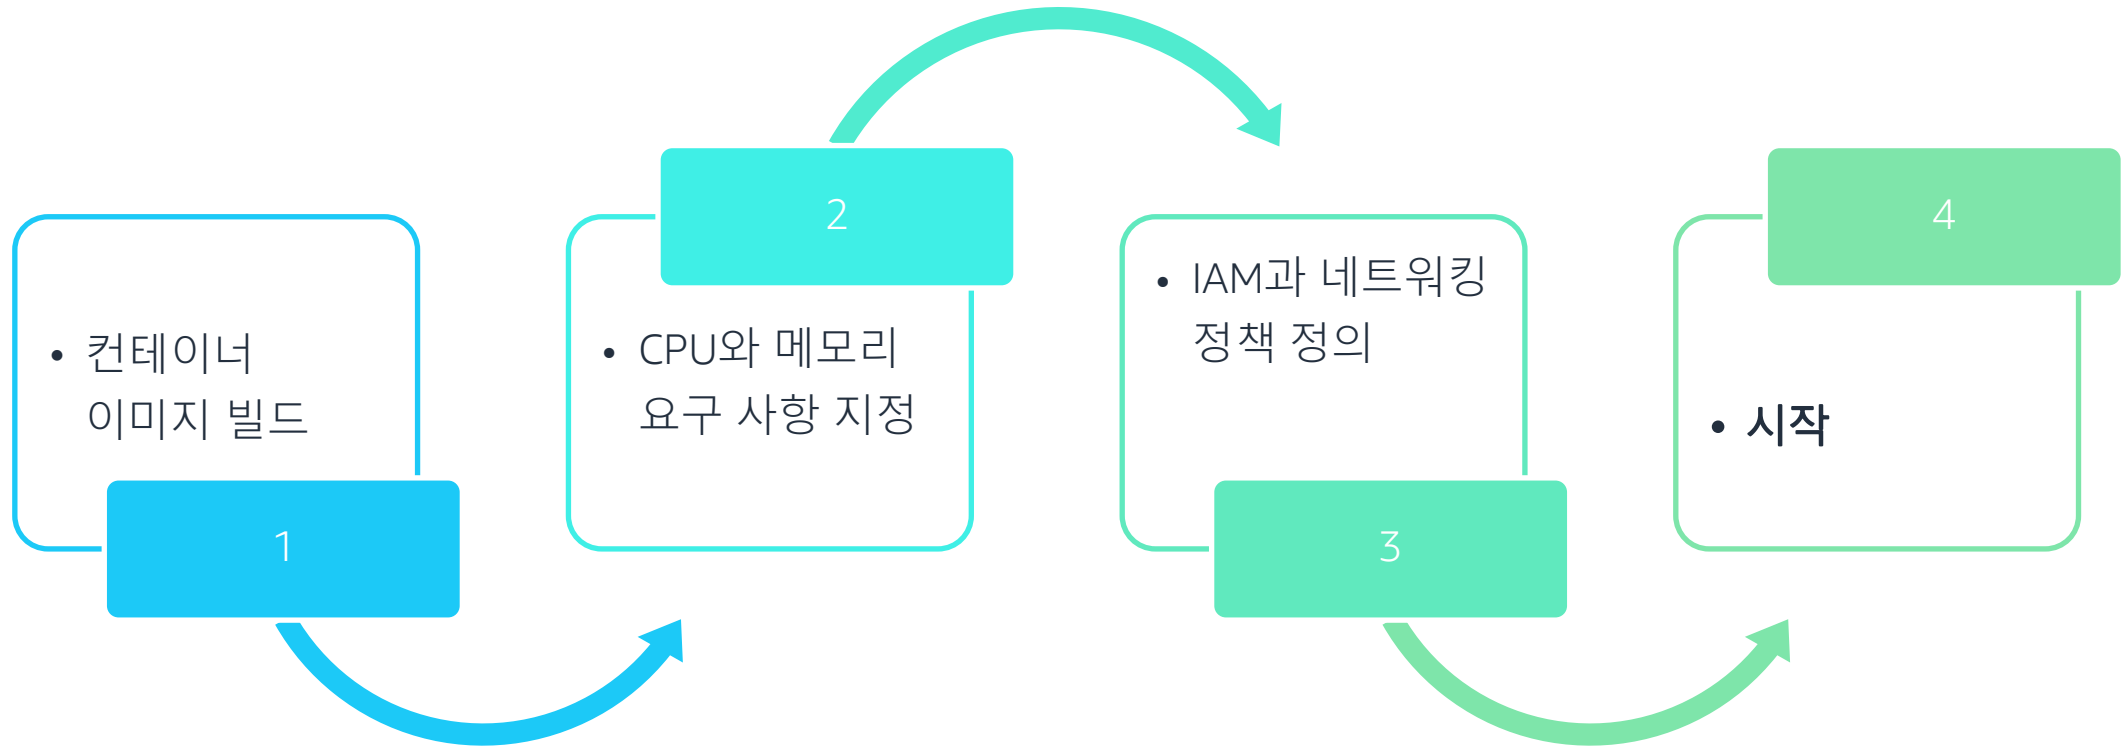 • 컨테이너
이미지 빌드
1
2
• CPU와 메모리
요구 사항 지정
• IAM과 네트워킹
정책 정의
3
4
• 시작